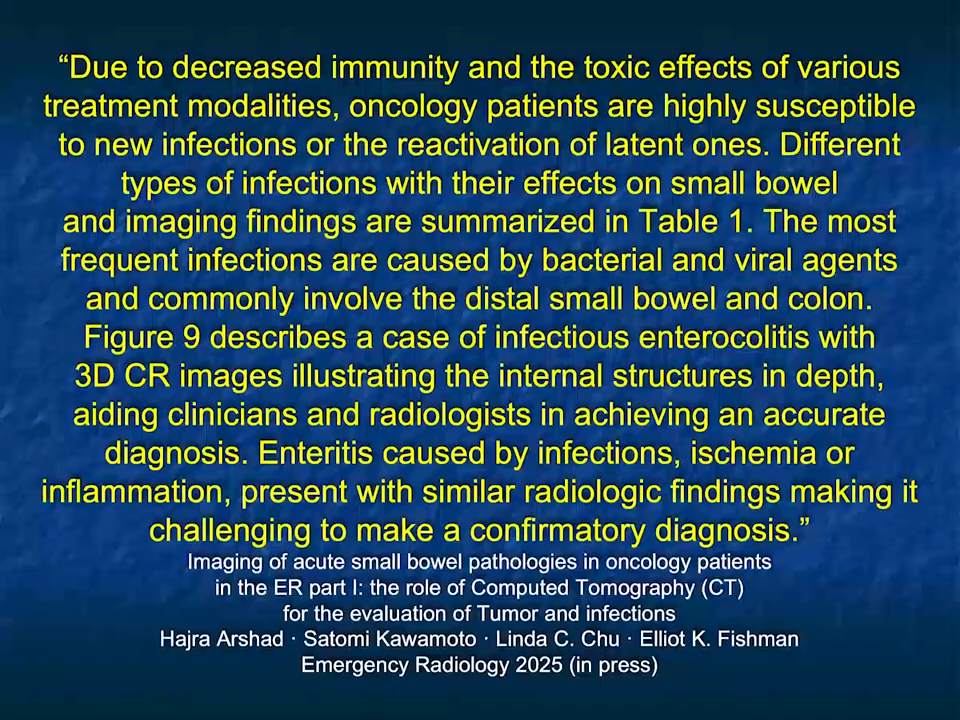 “Due to decreased immunity and the toxic effects of various
treatment modalities, oncology patients are highly susceptible
to new infections or the reactivation of latent ones. Different
types of infections with their effects on small bowel
and imaging findings are summarized in Table 1. The most
frequent infections are caused by bacterial and viral agents
and commonly involve the distal small bowel and colon.
Figure 9 describes a case of infectious enterocolitis with
3D CR images illustrating the internal structures in depth,
aiding clinicians and radiologists in achieving an accurate
diagnosis. Enteritis caused by infections, ischemia or
inflammation, present with similar radiologic findings making it
challenging to make a confirmatory diagnosis.”
Imaging of acute small bowel pathologies in oncology patients
in the ER part I: the role of Computed Tomography (CT)
for the evaluation of Tumor and infections
Hajra Arshad · Satomi Kawamoto · Linda C. Chu · Elliot K. Fishman
Emergency Radiology 2025 (in press)